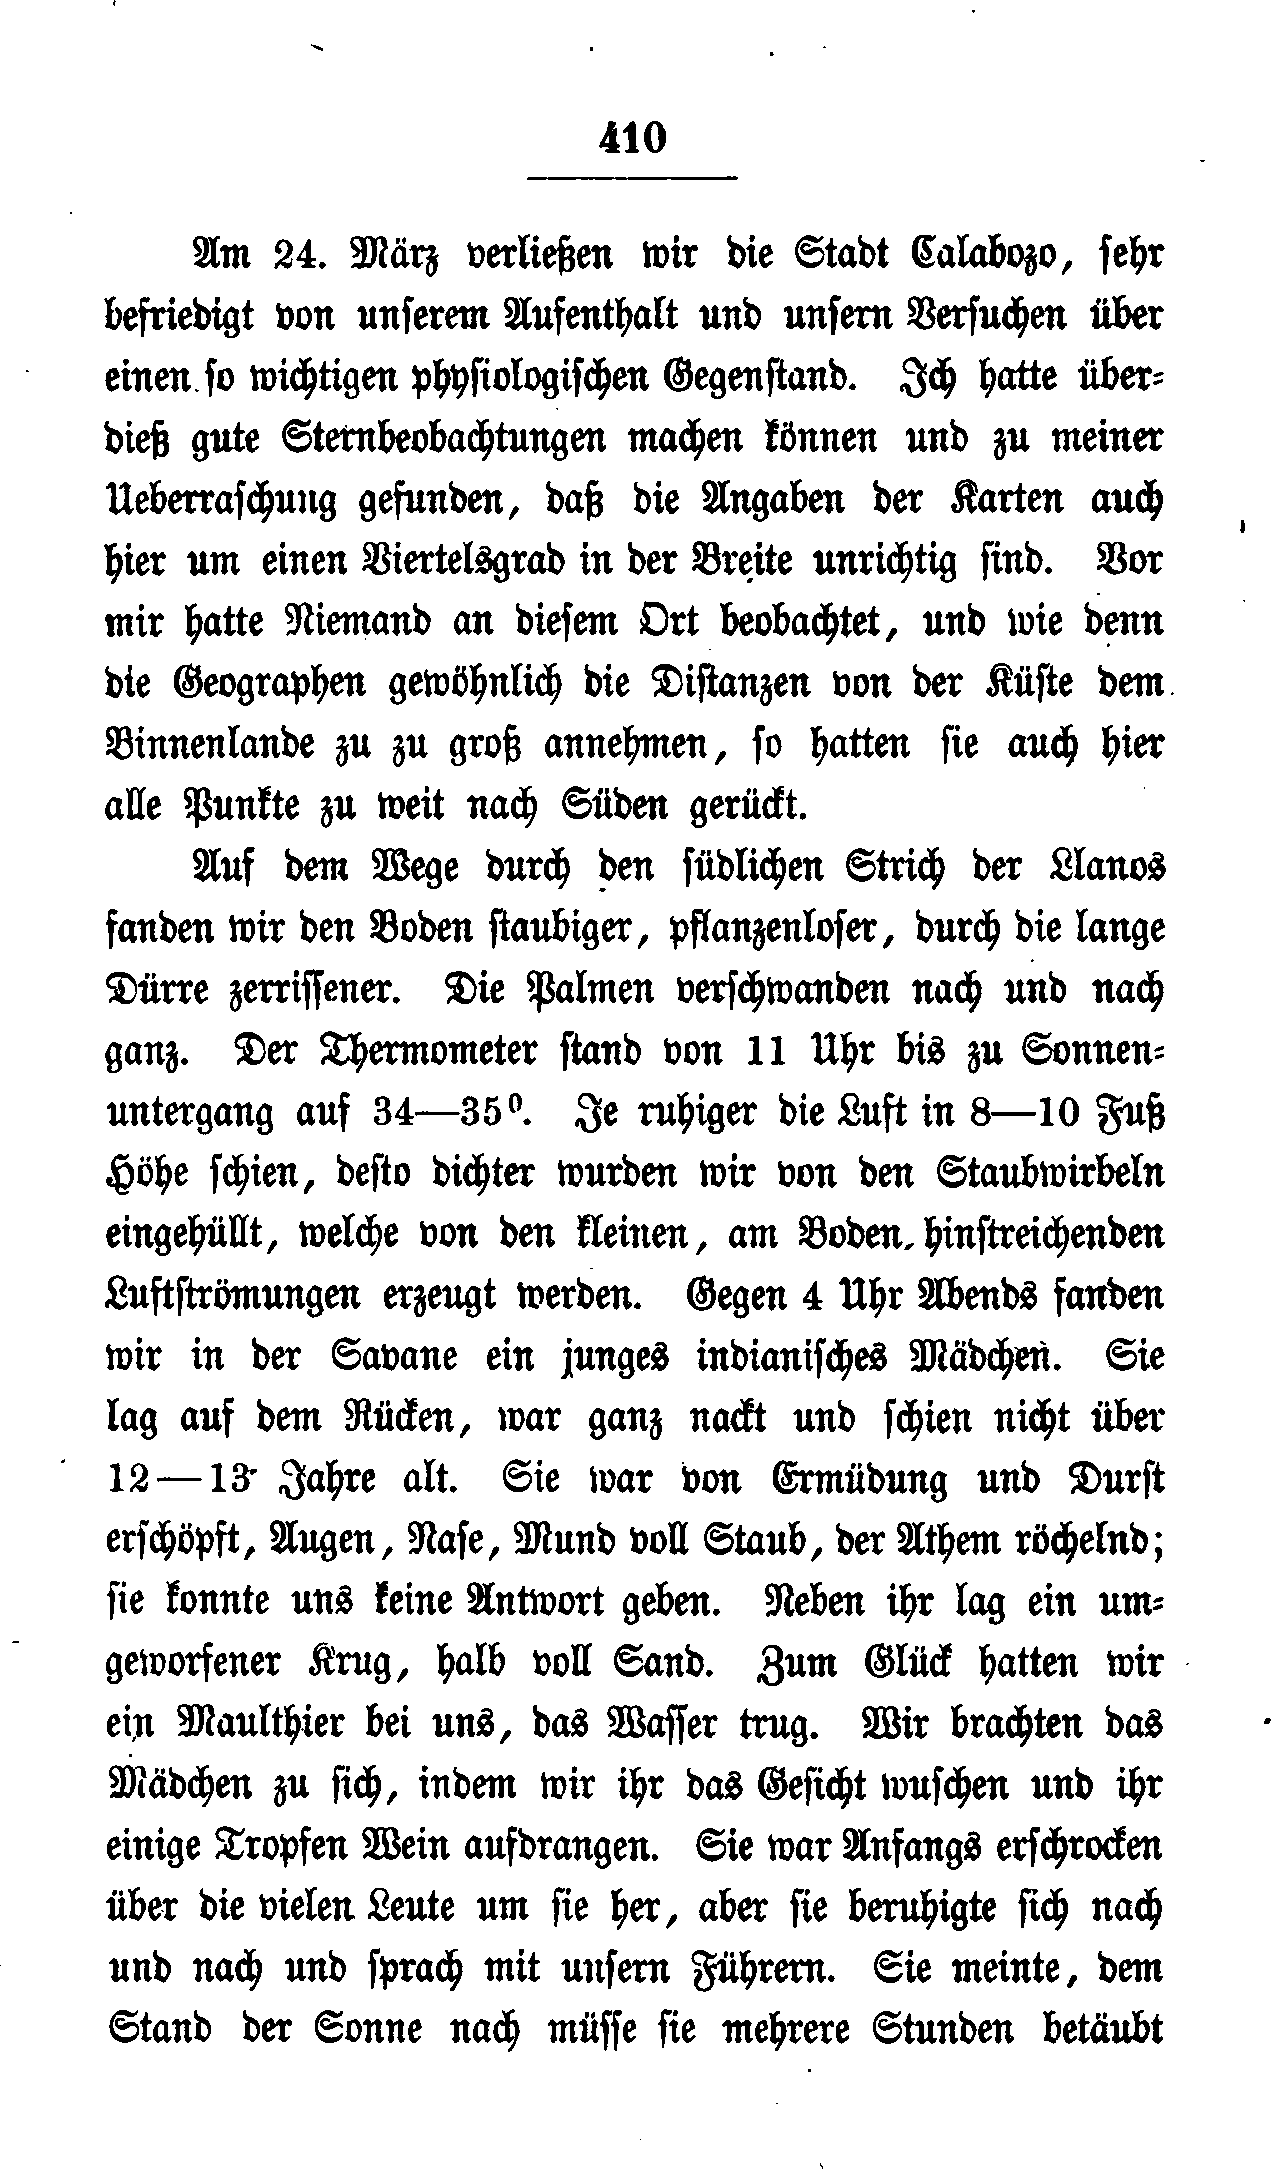 410
Am 24. März verließen wir die Stadt Calabozo, sehr
befriedigt von unserem Aufenthalt und unsern Versuchen über
einen so wichtigen physiologischen Gegenstand. Ich hatte über-
dieß gute Sternbeobachtungen machen können und zu meiner
Ueberraschung gefunden, daß die Angaben der Karten auch
hier um einen Viertelsgrad in der Breite unrichtig sind. Vor
mir hatte Niemand an diesem Ort beobachtet, und wie denn
die Geographen gewöhnlich die Distanzen von der Küste dem
Binnenlande zu zu groß annehmen, so hatten sie auch hier
alle Punkte zu weit nach Süden gerückt.
Auf dem Wege durch den südlichen Strich der Llanos
fanden wir den Boden staubiger, pflanzenloser, durch die lange
Dürre zerrissener. Die Palmen verschwanden nach und nach
ganz. Der Thermometer stand von 11 Uhr bis zu Sonnen-
untergang auf 34—35⁰. Je ruhiger die Luft in 8—10 Fuß
Höhe schien, desto dichter wurden wir von den Staubwirbeln
eingehüllt, welche von den kleinen, am Boden hinstreichenden
Luftströmungen erzeugt werden. Gegen 4 Uhr Abends fanden
wir in der Savane ein junges indianisches Mädchen. Sie
lag auf dem Rücken, war ganz nackt und schien nicht über
12—13 Jahre alt. Sie war von Ermüdung und Durst
erschöpft, Augen, Nase, Mund voll Staub, der Athem röchelnd;
sie konnte uns keine Antwort geben. Neben ihr lag ein um-
geworfener Krug, halb voll Sand. Zum Glück hatten wir
ein Maulthier bei uns, das Wasser trug. Wir brachten das
Mädchen zu sich, indem wir ihr das Gesicht wuschen und ihr
einige Tropfen Wein aufdrangen. Sie war Anfangs erschrocken
über die vielen Leute um sie her, aber sie beruhigte sich nach
und nach und sprach mit unsern Führern. Sie meinte, dem
Stand der Sonne nach müsse sie mehrere Stunden betäubt